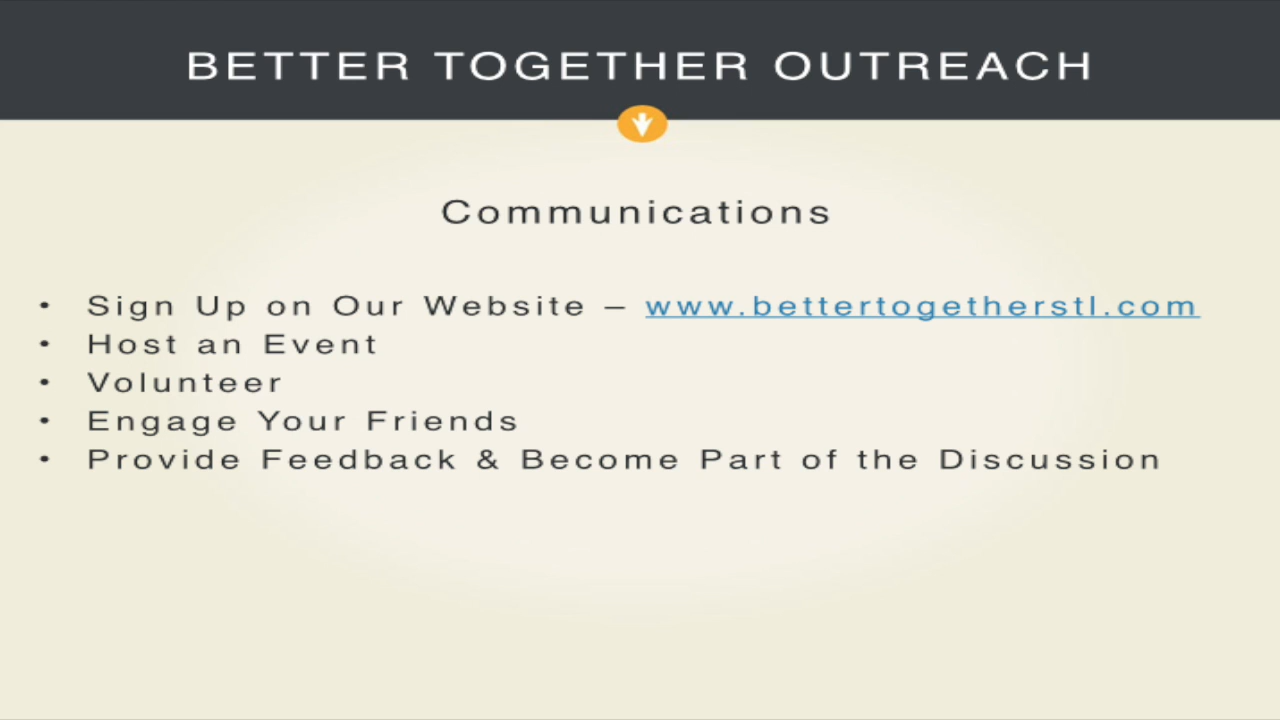 BETTER TOGETHER OUTREACH
Communications
• Sign Up on Our Website – www.bettertogetherstl.com
• Host an Event
• Volunteer
• Engage Your Friends
• Provide Feedback & Become Part of the Discussion